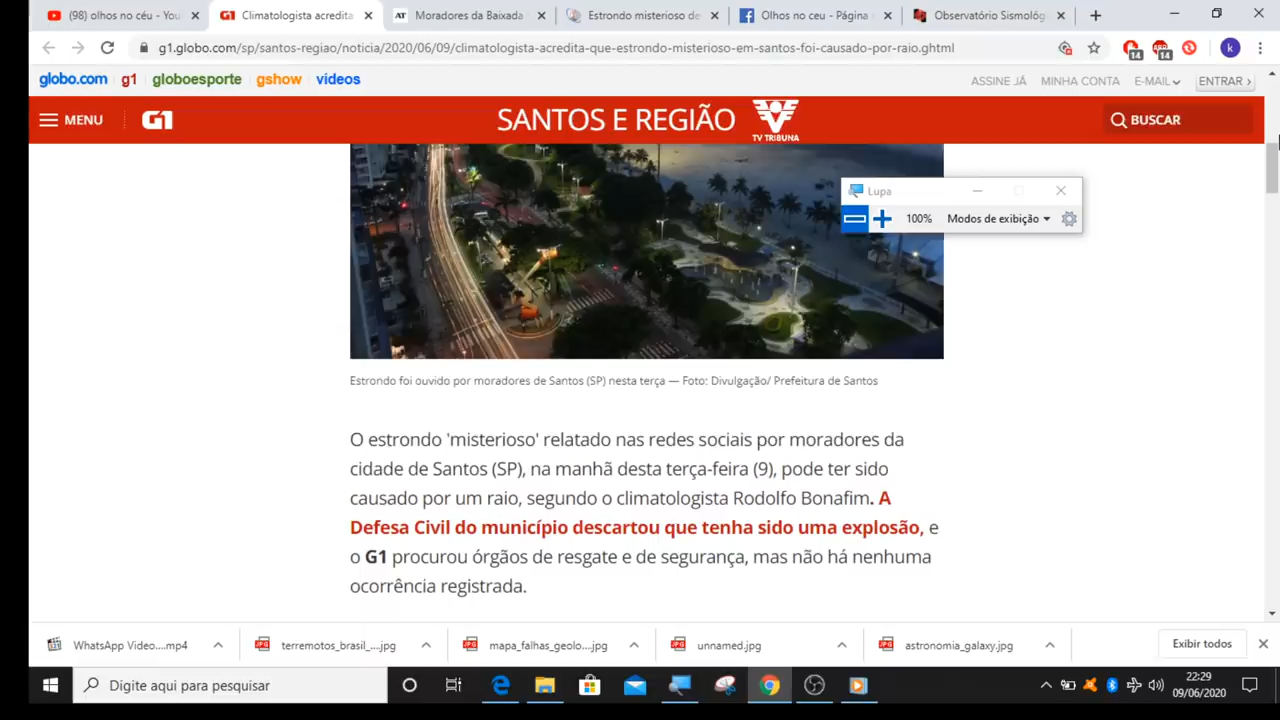 (98) olhos no céu - You
Climatologista acredita
Moradores da Baixada
Estrondo misterioso de
Olhos no ceu - Página
Observatório Sismológ
g1.globo.com/sp/santos-regiao/noticia/2020/06/09/climatologista-acredita-que-estrondo-misterioso-em-santos-foi-causado-por-raio.ghtml
14
14
k
globo.com g1 globoesporte gshow vídeos
ASSINE JÁ MINHA CONTA E-MAIL ENTRAR
MENU G1 SANTOS E REGIÃO TV TRIBUNA BUSCAR
Lupa
100% Modos de exibição
Estrondo foi ouvido por moradores de Santos (SP) nesta terça — Foto: Divulgação/ Prefeitura de Santos
O estrondo 'misterioso' relatado nas redes sociais por moradores da
cidade de Santos (SP), na manhã desta terça-feira (9), pode ter sido
causado por um raio, segundo o climatologista Rodolfo Bonafim. A
Defesa Civil do município descartou que tenha sido uma explosão, e
o G1 procurou órgãos de resgate e de segurança, mas não há nenhuma
ocorrência registrada.
WhatsApp Video....mp4
terremotos_brasil_...jpg
mapa_falhas_geolo...jpg
unnamed.jpg
astronomia_galaxy.jpg
Exibir todos
Digite aqui para pesquisar
22:29
09/06/2020